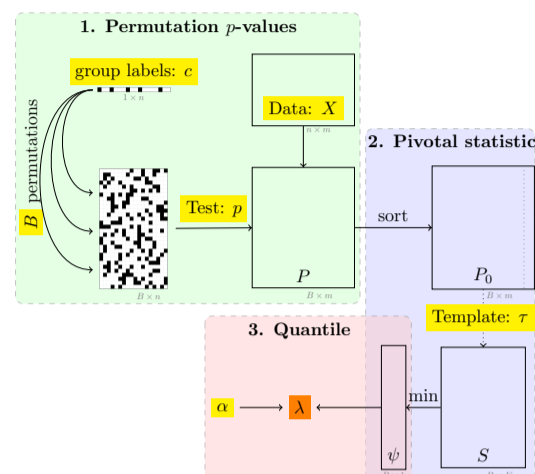 1. Permutation p-values
group labels: c
1 × n
Data: X
n × m
B permutations
2. Pivotal statistic
Test: p
sort
P
P₀
B × n
B × m
B × m
Template: τ
3. Quantile
α
λ
min
ψ
S